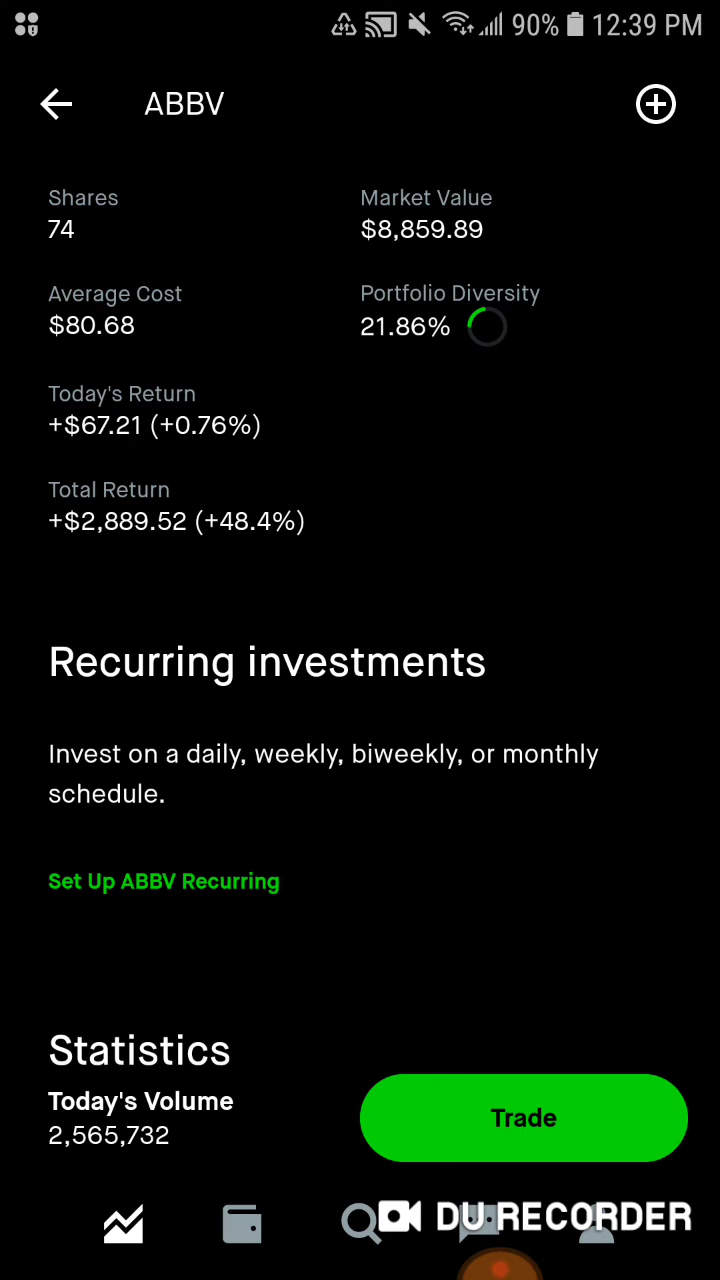 90% 12:39 PM
ABBV
Shares
74
Market Value
$8,859.89
Average Cost
$80.68
Portfolio Diversity
21.86%
Today's Return
+$67.21 (+0.76%)
Total Return
+$2,889.52 (+48.4%)
Recurring investments
Invest on a daily, weekly, biweekly, or monthly
schedule.
Set Up ABBV Recurring
Statistics
Today's Volume
2,565,732
Trade
DU RECORDER